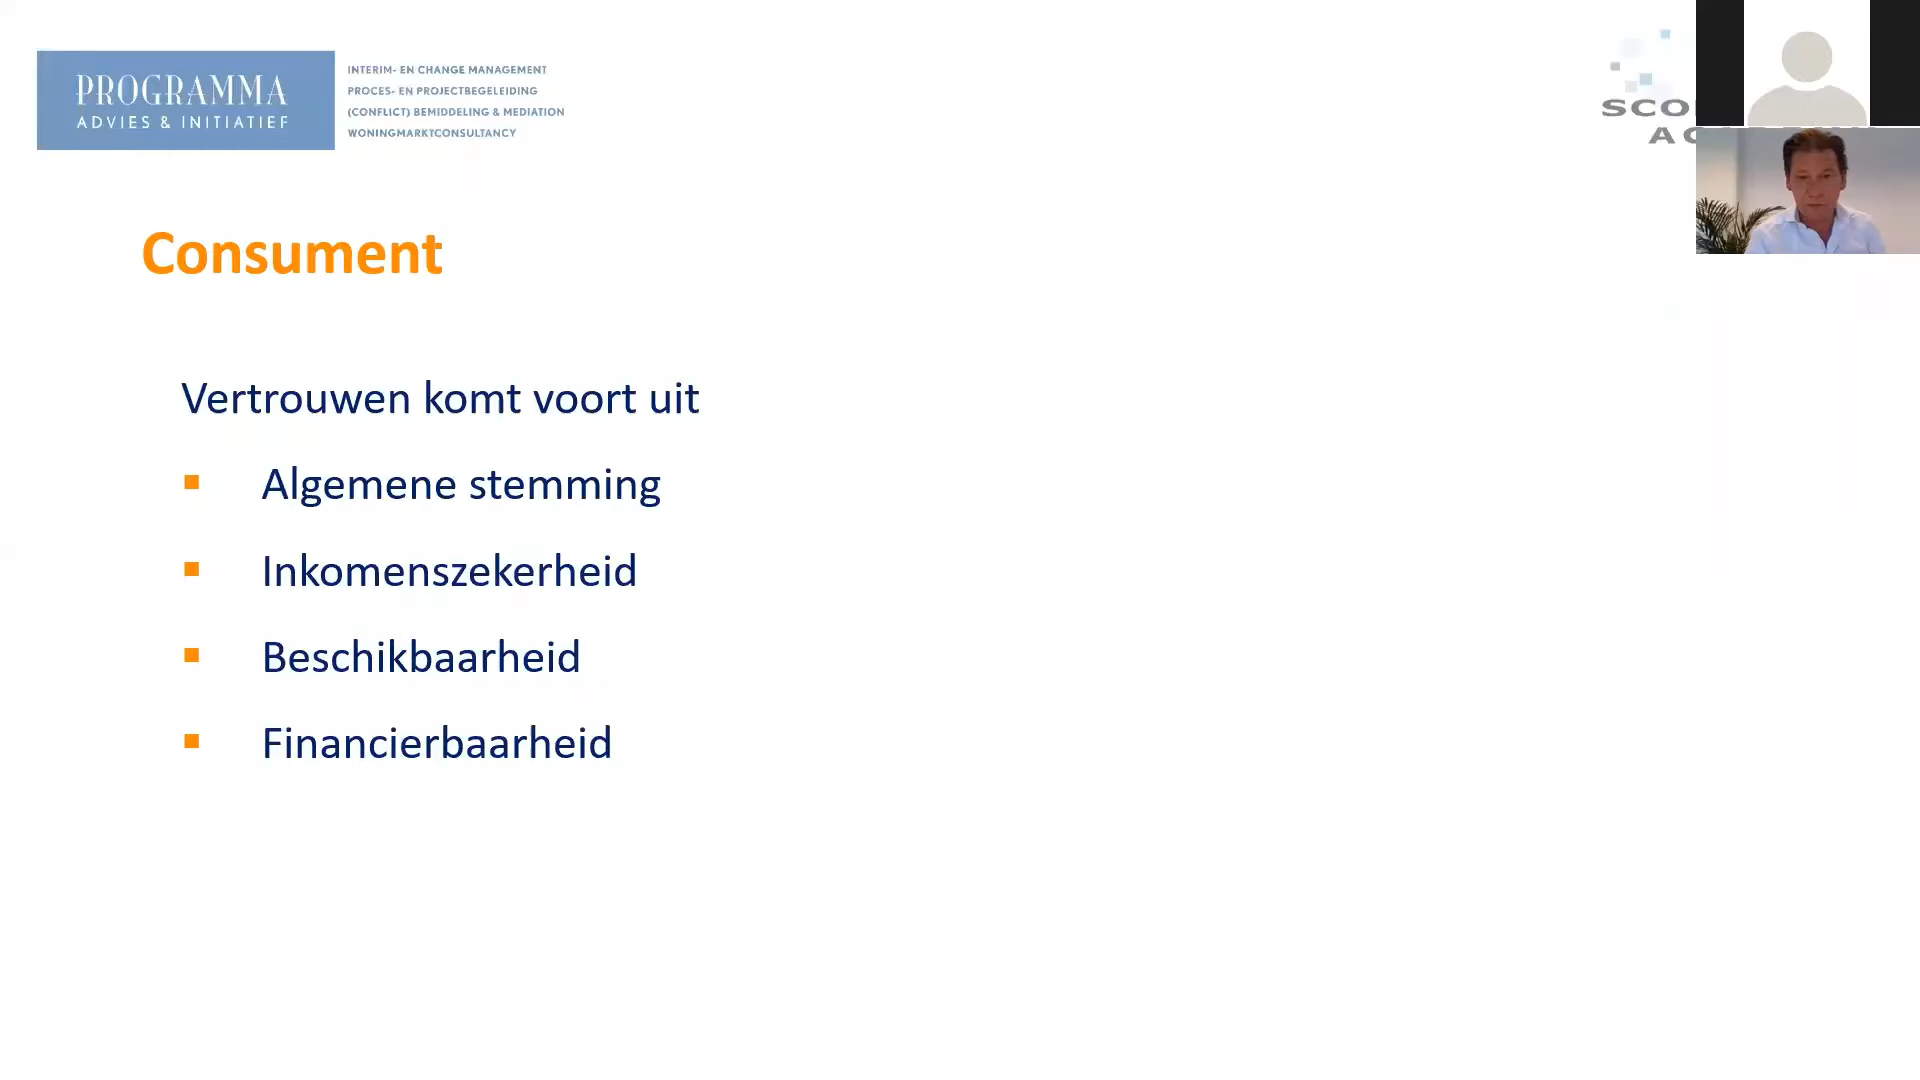 PROGRAMMA
ADVIES & INITIATIEF
INTERIM- EN CHANGE MANAGEMENT
PROCES- EN PROJECTBEGELEIDING
(CONFLICT) BEMIDDELING & MEDIATION
WONINGMARKTCONSULTANCY
Consument
Vertrouwen komt voort uit
▪ Algemene stemming
▪ Inkomenszekerheid
▪ Beschikbaarheid
▪ Financierbaarheid